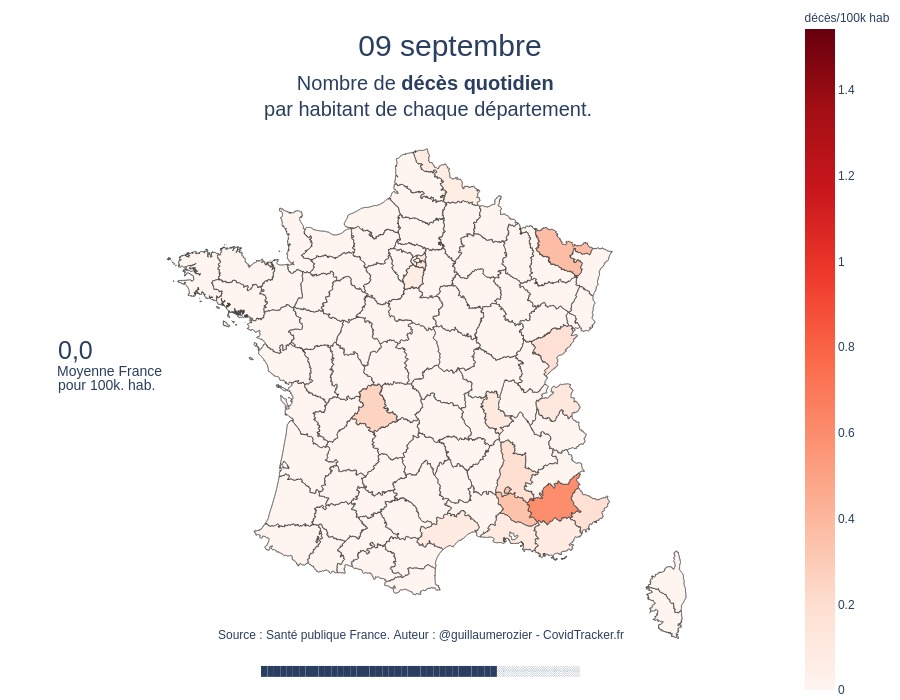 décès/100k hab
09 septembre
Nombre de décès quotidien
par habitant de chaque département.
1.4
1.2
1
0.8
0.6
0.4
0.2
0
0,0
Moyenne France
pour 100k. hab.
Source : Santé publique France. Auteur : @guillaumerozier - CovidTracker.fr